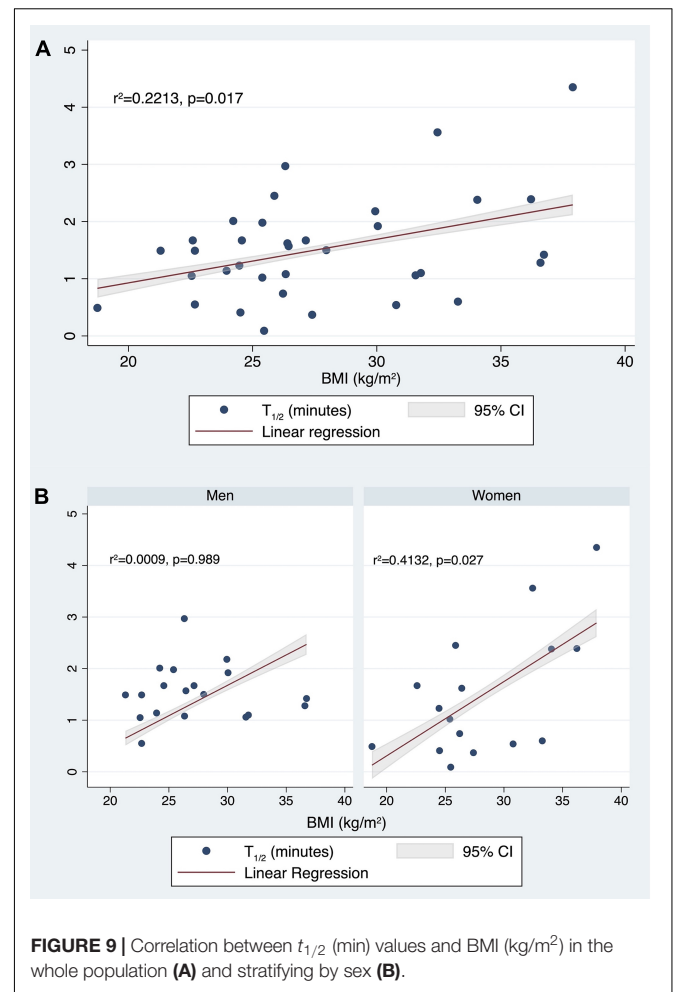 A
5
4
3
2
1
0
r²=0.2213, p=0.017
20 25 30 35 40
BMI (kg/m²)
T1/2 (minutes) 95% CI
Linear regression
B
Men Women
5
4
3
2
1
0
r²=0.0009, p=0.989 r²=0.4132, p=0.027
20 25 30 35 40 20 25 30 35 40
BMI (kg/m²)
T1/2 (minutes) 95% CI
Linear Regression
FIGURE 9 | Correlation between t1/2 (min) values and BMI (kg/m²) in the
whole population (A) and stratifying by sex (B).